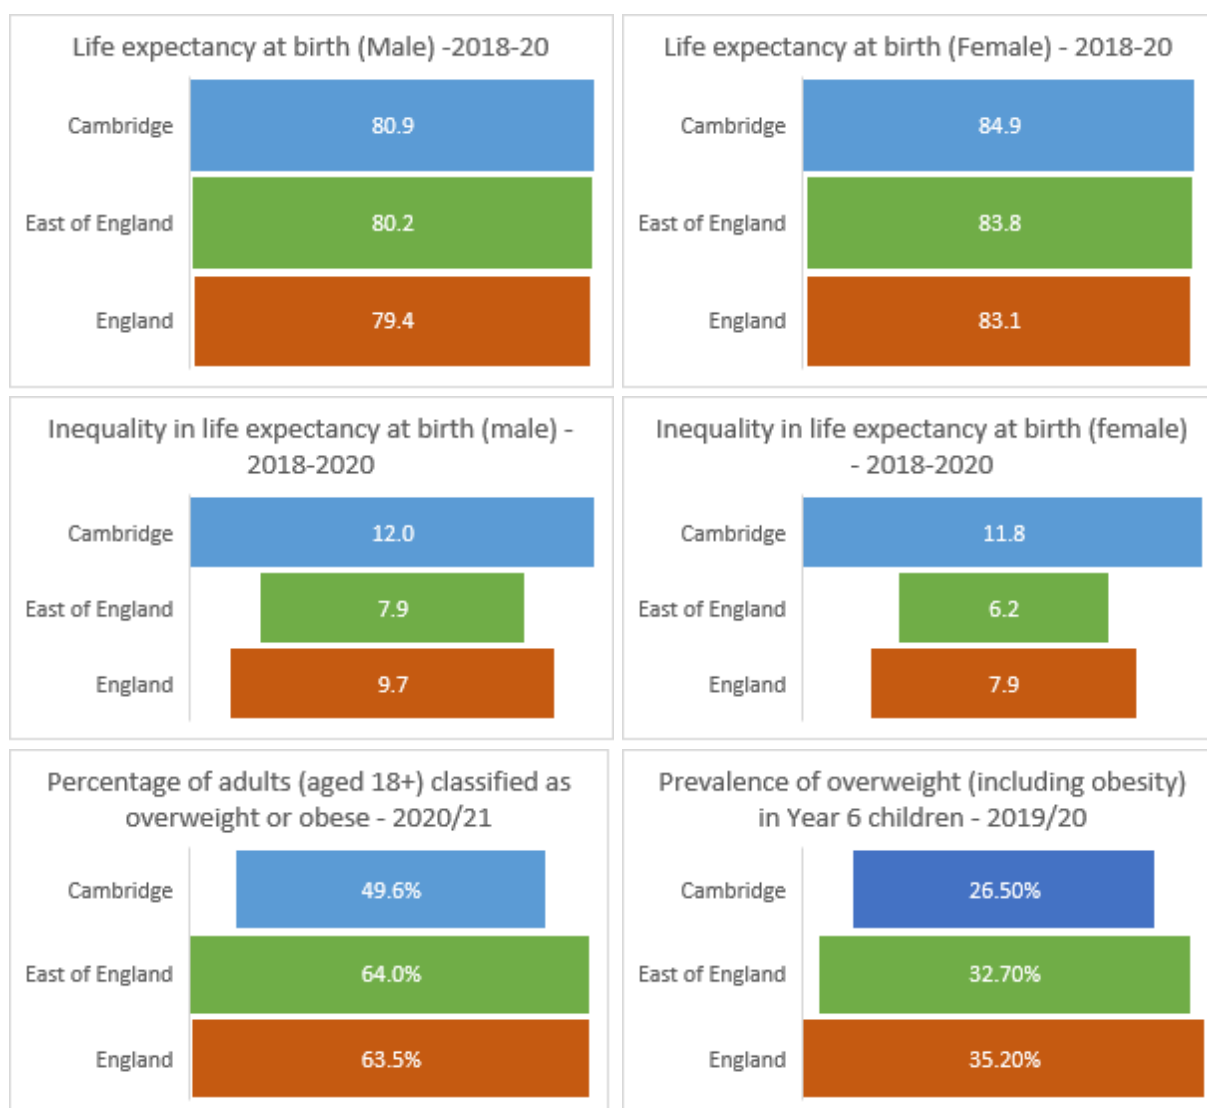 Life expectancy at birth (Male) -2018-20
Cambridge 80.9
East of England 80.2
England 79.4
Life expectancy at birth (Female) - 2018-20
Cambridge 84.9
East of England 83.8
England 83.1
Inequality in life expectancy at birth (male) -
2018-2020
Cambridge 12.0
East of England 7.9
England 9.7
Inequality in life expectancy at birth (female)
- 2018-2020
Cambridge 11.8
East of England 6.2
England 7.9
Percentage of adults (aged 18+) classified as
overweight or obese - 2020/21
Cambridge 49.6%
East of England 64.0%
England 63.5%
Prevalence of overweight (including obesity)
in Year 6 children - 2019/20
Cambridge 26.50%
East of England 32.70%
England 35.20%